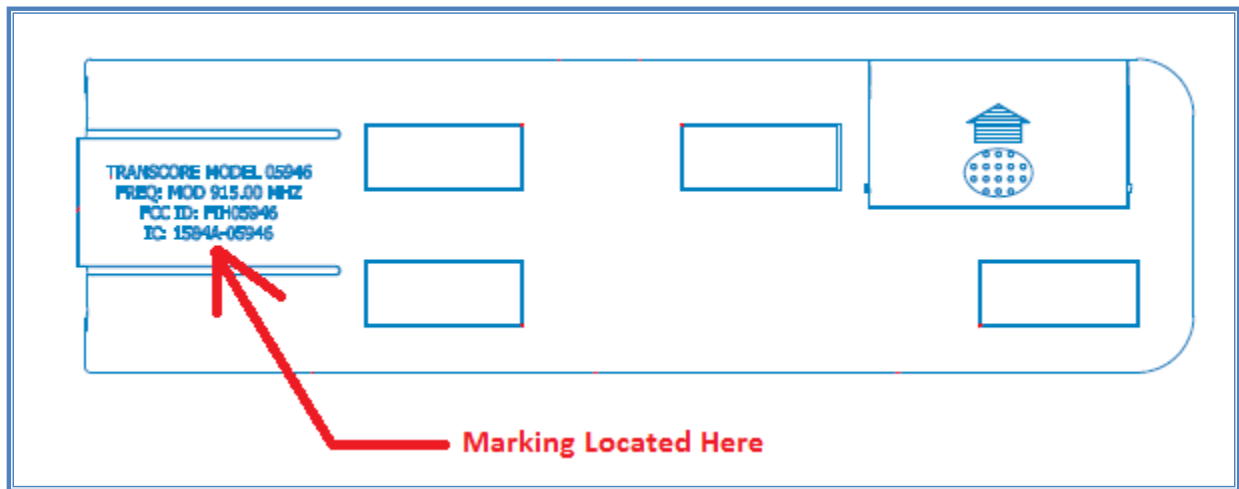 TRANSCORE MODEL 05946
FREQ: MOD 915.00 MHZ
FCC ID: FIH05946
IC: 1584A-05946
Marking Located Here